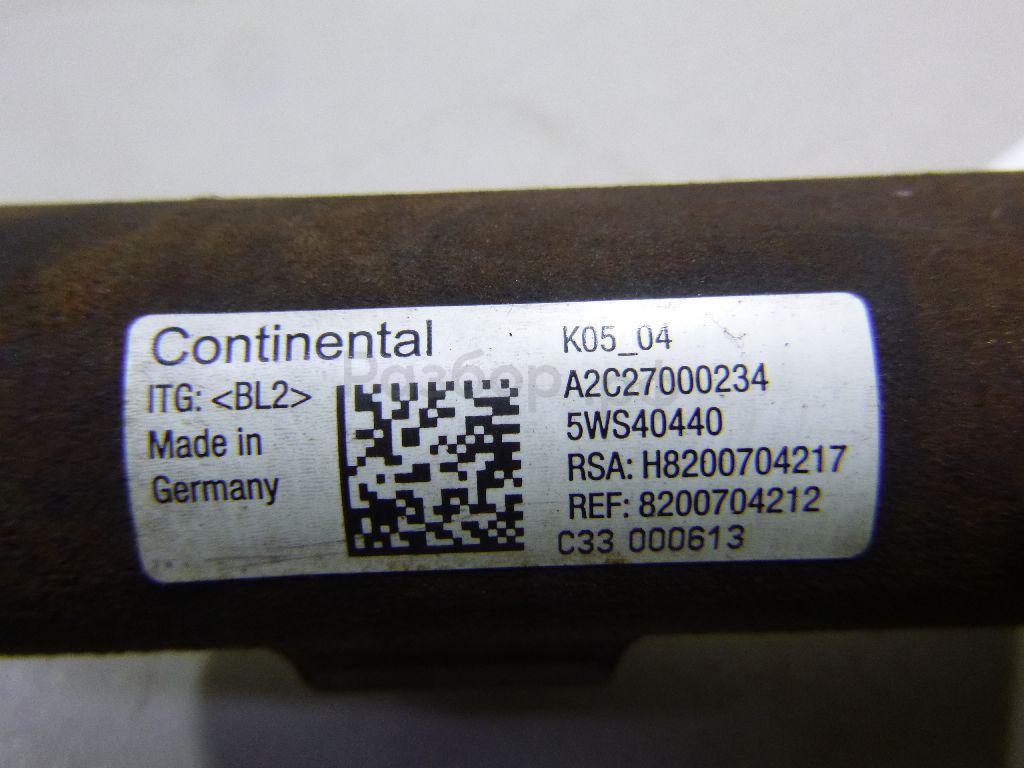 Continental
ITG: <BL2>
Made in
Germany
K05_04
A2C27000234
5WS40440
RSA: H8200704217
REF: 8200704212
C33 000613